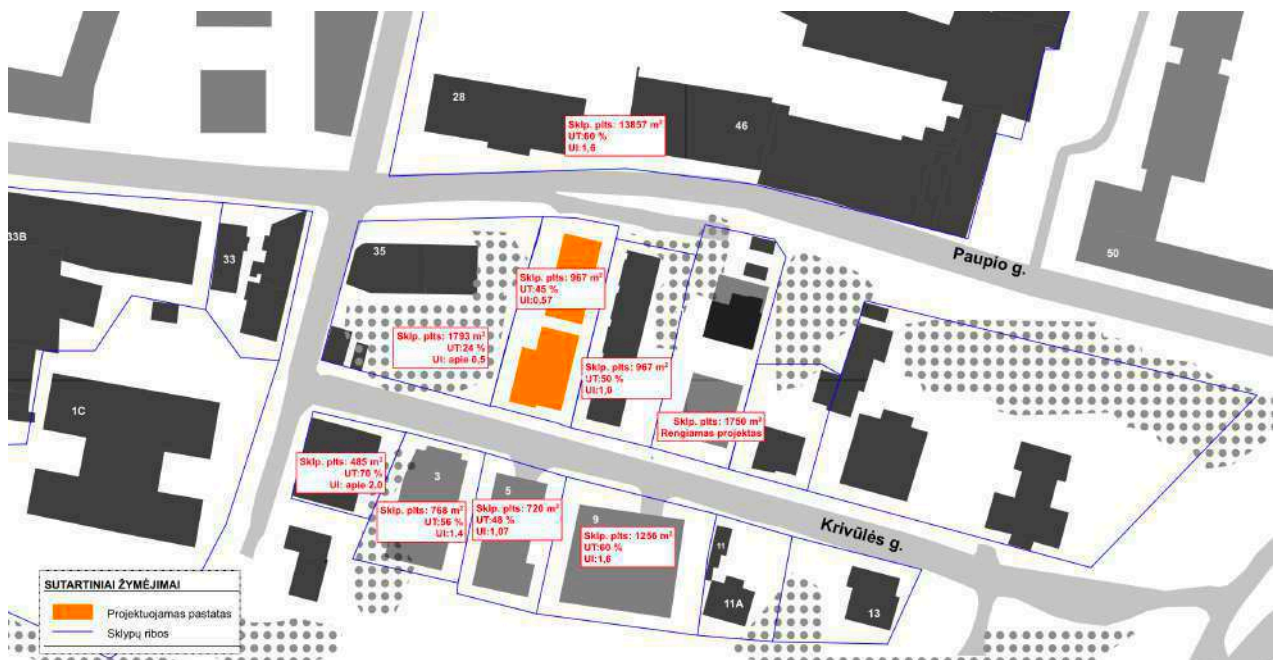 28
Sklp. plts: 13857 m²
UT:60 %
UI:1,6
46
33B
33
35
Paupio g.
50
Sklp. plts: 967 m²
UT:45 %
UI:0,57
Sklp. plts: 1793 m²
UT:24 %
UI: apie 0,5
Sklp. plts: 967 m²
UT:50 %
UI:1,0
1C
Sklp. plts: 1750 m²
Rengiamas projektas
Sklp. plts: 485 m²
UT:70 %
UI: apie 2,0
3
Sklp. plts: 768 m²
UT:56 %
UI:1.4
5
Sklp. plts: 720 m²
UT:48 %
UI:1,07
9
Sklp. plts: 1256 m²
UT:60 %
UI:1,6
Krivūlės g.
11
11A
13
SUTARTINIAI ŽYMĖJIMAI
Projektuojamas pastatas
Sklypų ribos